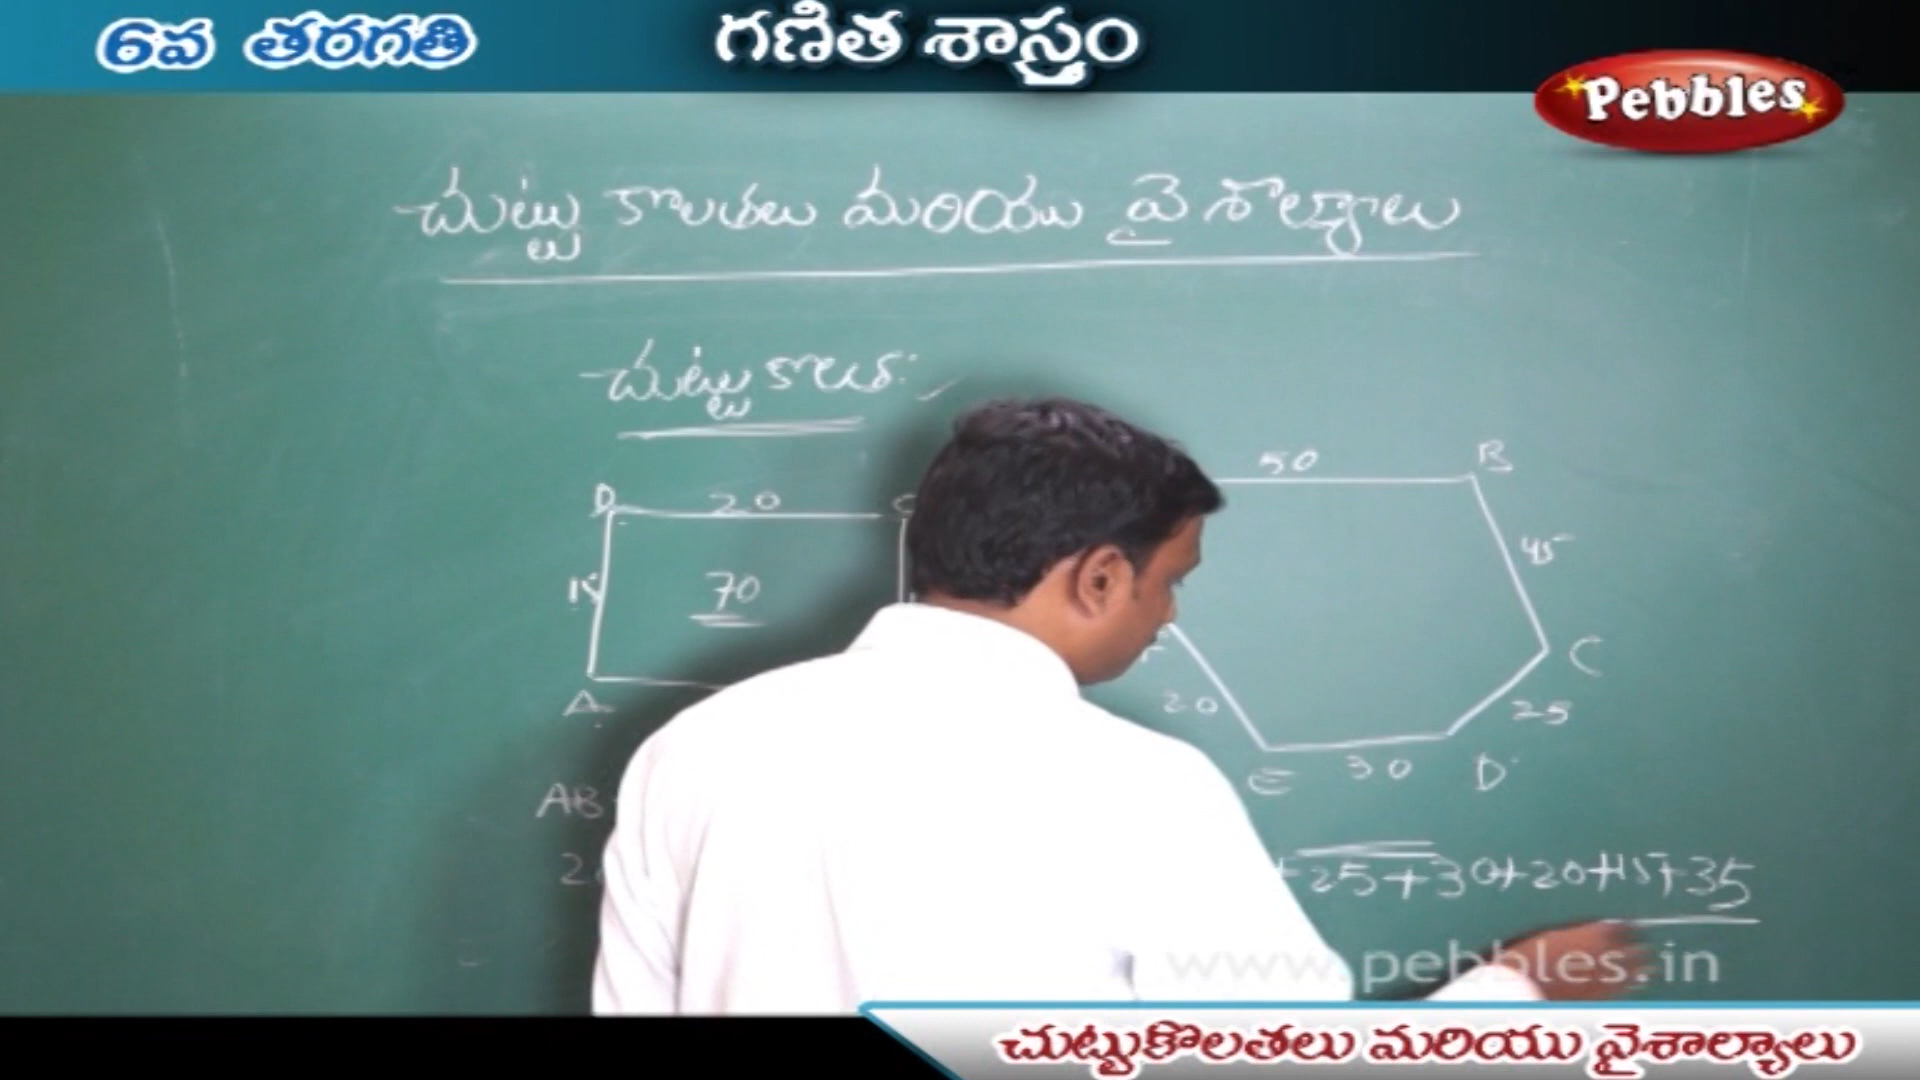 6వ తరగతి
గణిత శాస్త్రం
Pebbles
చుట్టు కొలతలు మరియు వైశాల్యాలు
చుట్టుకొలత:
50 B
D 20 C
45
15 70
F C
A 20 25
E 30 D
AB
+25+30+20+15+35
www.pebbles.in
చుట్టుకొలతలు మరియు వైశాల్యాలు